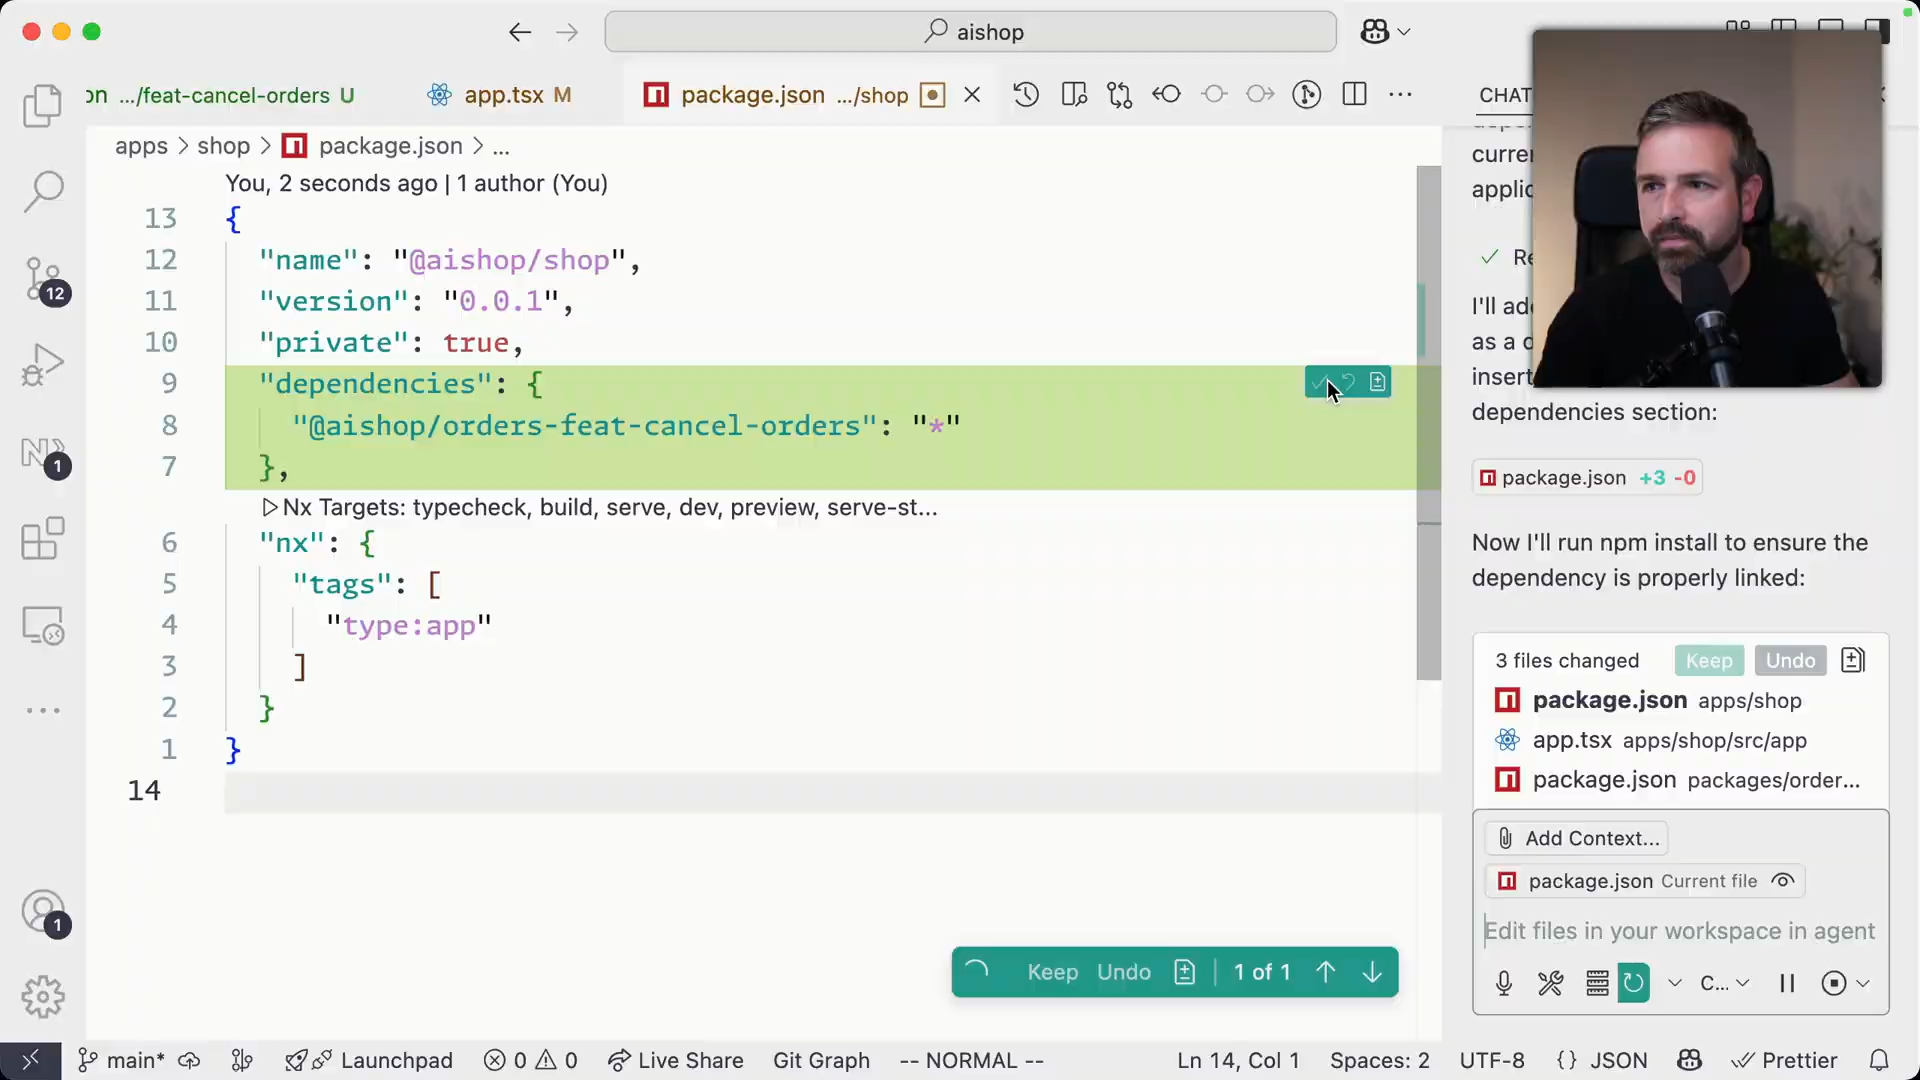 aishop
on .../feat-cancel-orders U
app.tsx M
package.json .../shop
apps > shop > package.json > ...
You, 2 seconds ago | 1 author (You)
13 {
12 "name": "@aishop/shop",
11 "version": "0.0.1",
10 "private": true,
9 "dependencies": {
8 "@aishop/orders-feat-cancel-orders": "*"
7 },
Nx Targets: typecheck, build, serve, dev, preview, serve-st...
6 "nx": {
5 "tags": [
4 "type:app"
3 ]
2 }
1 }
14
12
1
1
Keep Undo 1 of 1
CHAT
I'll
as a
dependencies section:
package.json +3 -0
Now I'll run npm install to ensure the
dependency is properly linked:
3 files changed Keep Undo
package.json apps/shop
app.tsx apps/shop/src/app
package.json packages/order...
Add Context...
package.json Current file
Edit files in your workspace in agent
C...
main* Launchpad 0 0 Live Share Git Graph -- NORMAL -- Ln 14, Col 1 Spaces: 2 UTF-8 {} JSON Prettier